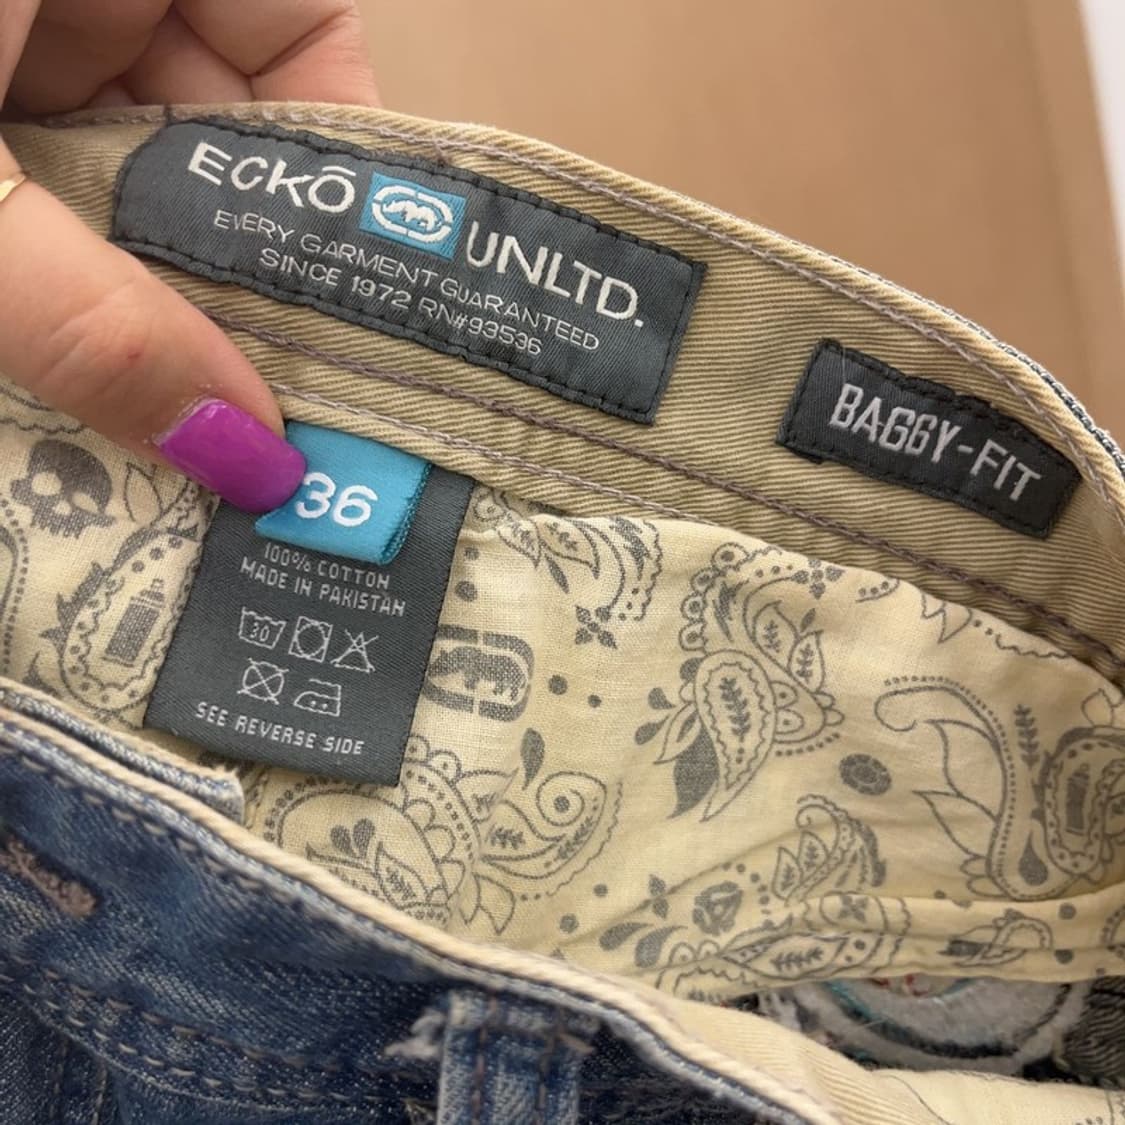 ECKŌ UNLTD.
EVERY GARMENT GUARANTEED
SINCE 1972 RN#93536
BAGGY-FIT
36
100% COTTON
MADE IN PAKISTAN
30
SEE REVERSE SIDE